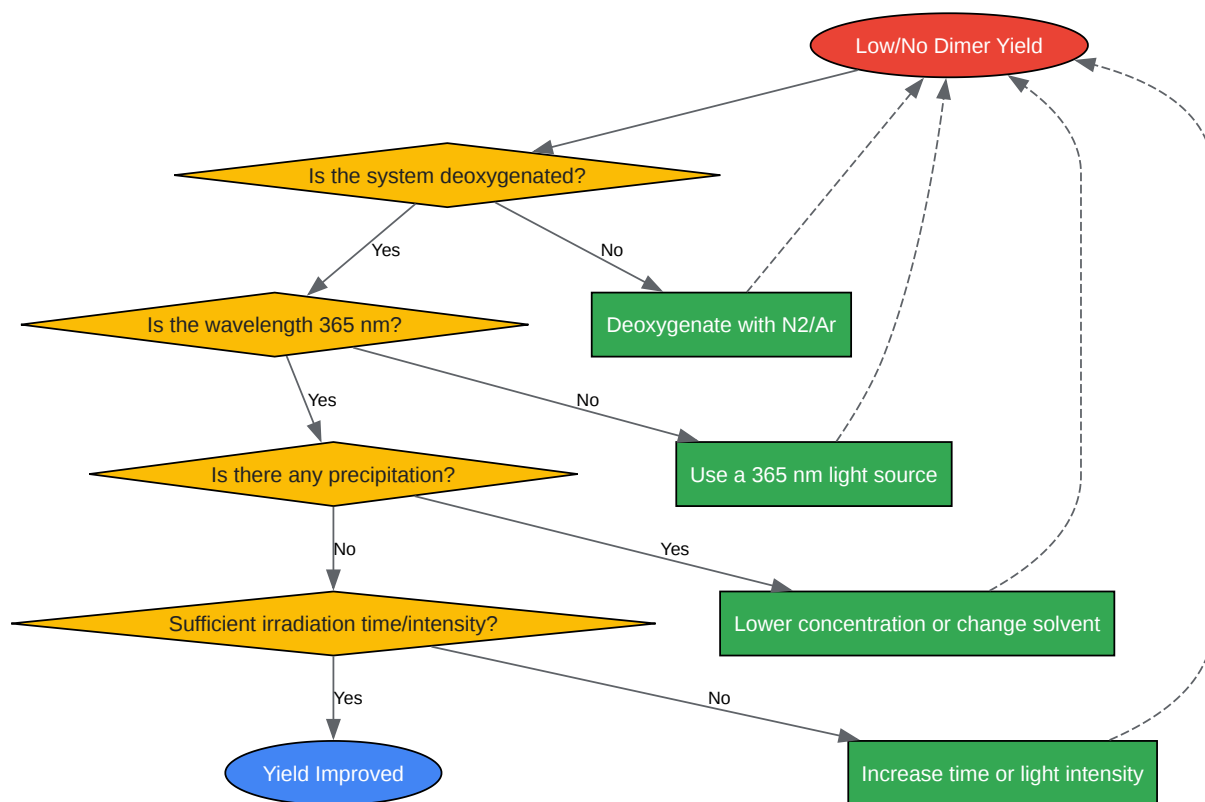 Low/No Dimer Yield
Is the system deoxygenated?
Yes
No
Is the wavelength 365 nm?
Deoxygenate with N2/Ar
Yes
No
Is there any precipitation?
Use a 365 nm light source
No
Yes
Sufficient irradiation time/intensity?
Lower concentration or change solvent
Yes
No
Yield Improved
Increase time or light intensity